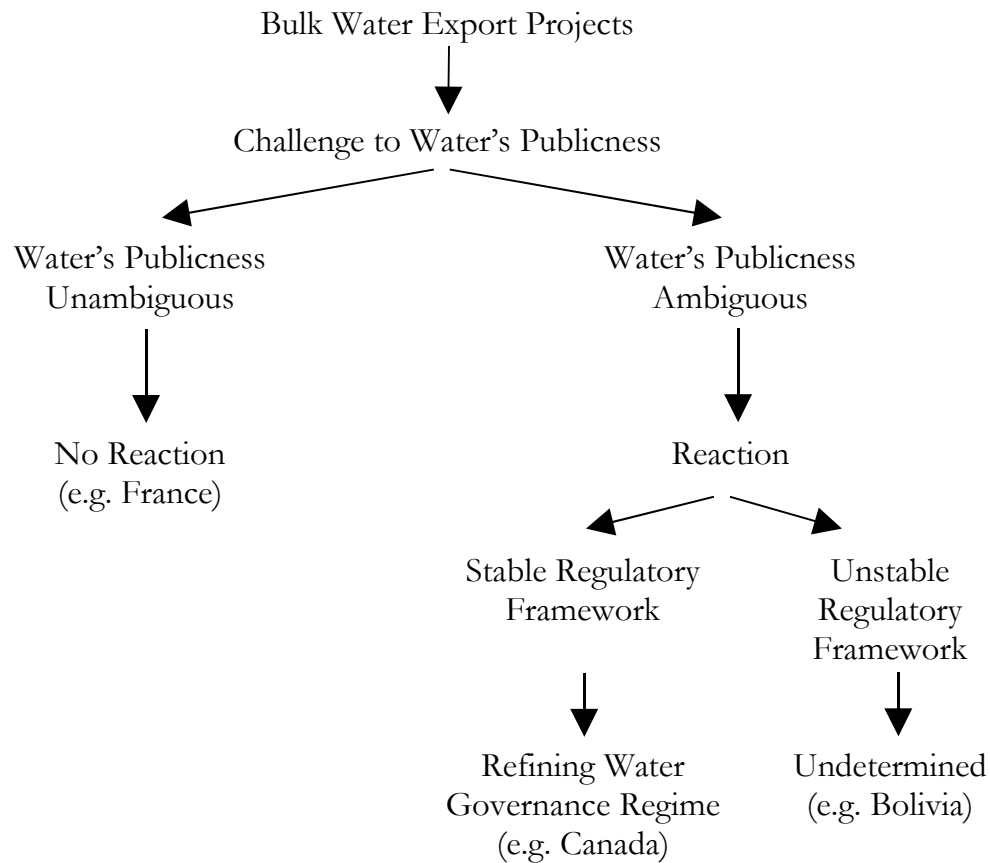 Bulk Water Export Projects
Challenge to Water’s Publicness
Water’s Publicness
Unambiguous
Water’s Publicness
Ambiguous
No Reaction
(e.g. France)
Reaction
Stable Regulatory
Framework
Unstable
Regulatory
Framework
Refining Water
Governance Regime
(e.g. Canada)
Undetermined
(e.g. Bolivia)